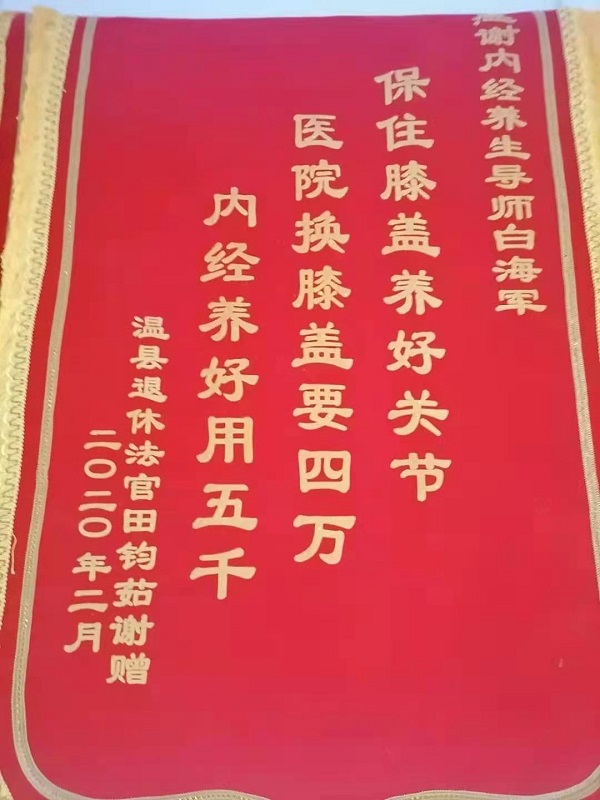 感谢内经养生导师白海军
保住膝盖养好关节
医院换膝盖要四万
内经养好用五千
温县退休法官田钧茹谢赠
二〇二〇年二月